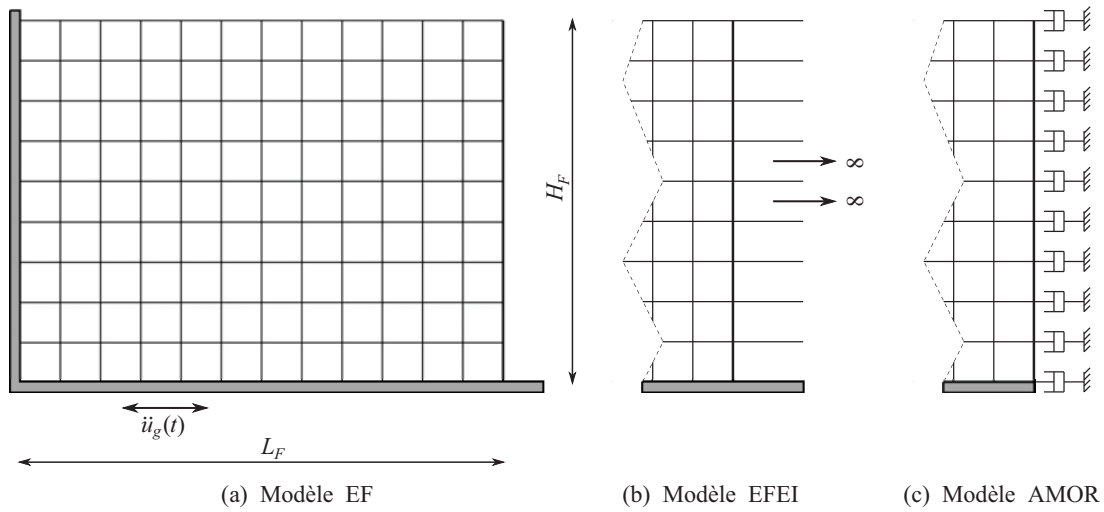 H_F
∞
∞
ü_g(t)
L_F
(a) Modèle EF
(b) Modèle EFEI
(c) Modèle AMOR